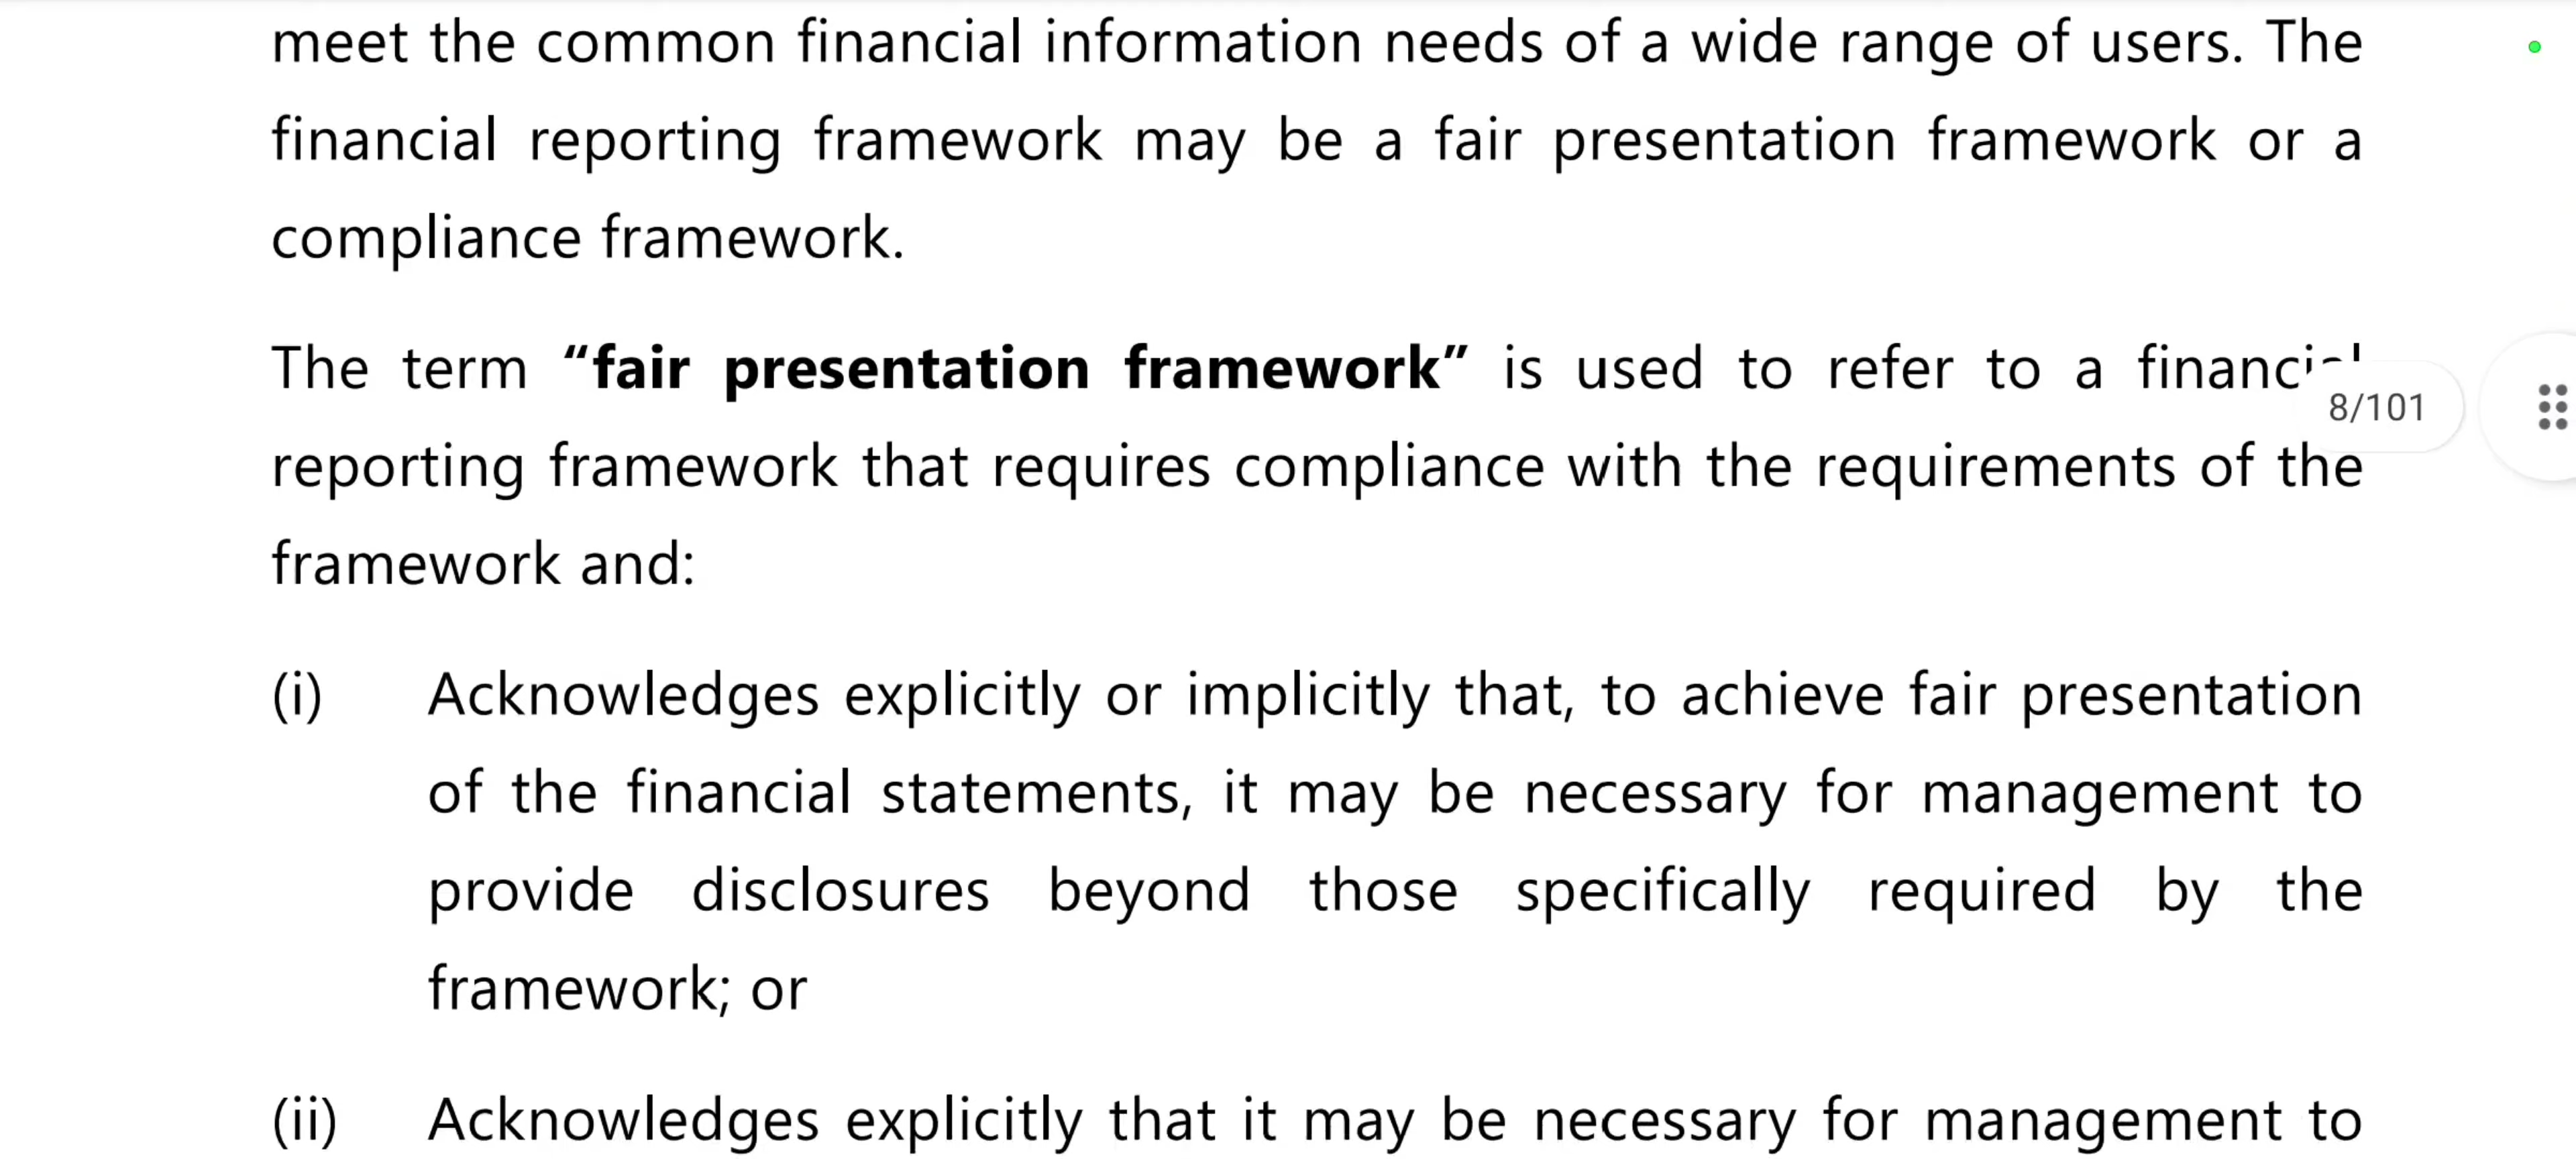 meet the common financial information needs of a wide range of users. The
financial reporting framework may be a fair presentation framework or a
compliance framework.
The term “fair presentation framework” is used to refer to a financial
8/101
reporting framework that requires compliance with the requirements of the
framework and:
(i) Acknowledges explicitly or implicitly that, to achieve fair presentation
of the financial statements, it may be necessary for management to
provide disclosures beyond those specifically required by the
framework; or
(ii) Acknowledges explicitly that it may be necessary for management to